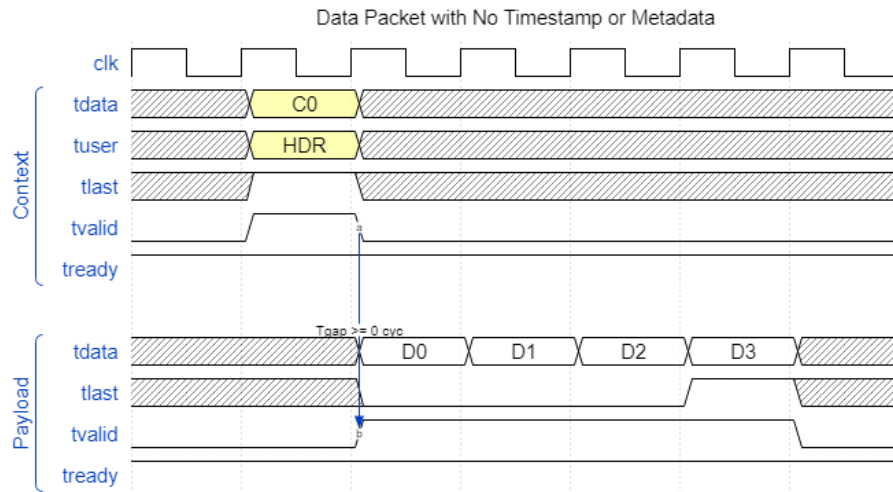 Data Packet with No Timestamp or Metadata
clk
Context
tdata C0
tuser HDR
tlast
tvalid a
tready
Tgap >= 0 cyc
Payload
tdata D0 D1 D2 D3
tlast
tvalid b
tready